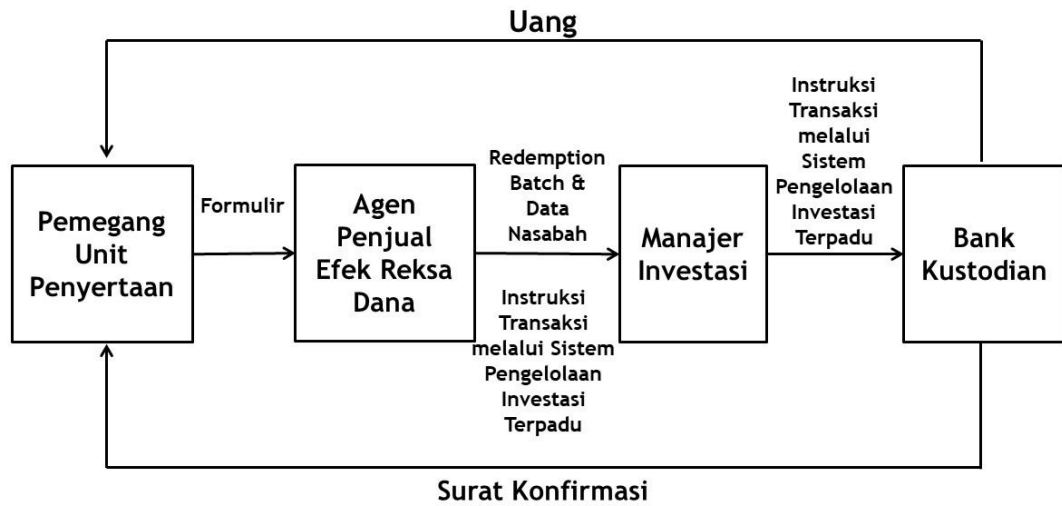 Uang
Pemegang
Unit
Penyertaan
Formulir
Agen
Penjual
Efek Reksa
Dana
Redemption
Batch &
Data
Nasabah
Instruksi
Transaksi
melalui Sistem
Pengelolaan
Investasi
Terpadu
Manajer
Investasi
Instruksi
Transaksi
melalui
Sistem
Pengelolaan
Investasi
Terpadu
Bank
Kustodian
Surat Konfirmasi